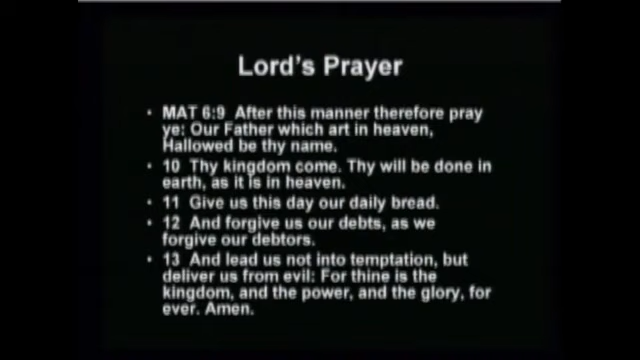 Lord's Prayer
• MAT 6:9 After this manner therefore pray
ye: Our Father which art in heaven,
Hallowed be thy name.
• 10 Thy kingdom come. Thy will be done in
earth, as it is in heaven.
• 11 Give us this day our daily bread.
• 12 And forgive us our debts, as we
forgive our debtors.
• 13 And lead us not into temptation, but
deliver us from evil: For thine is the
kingdom, and the power, and the glory, for
ever. Amen.